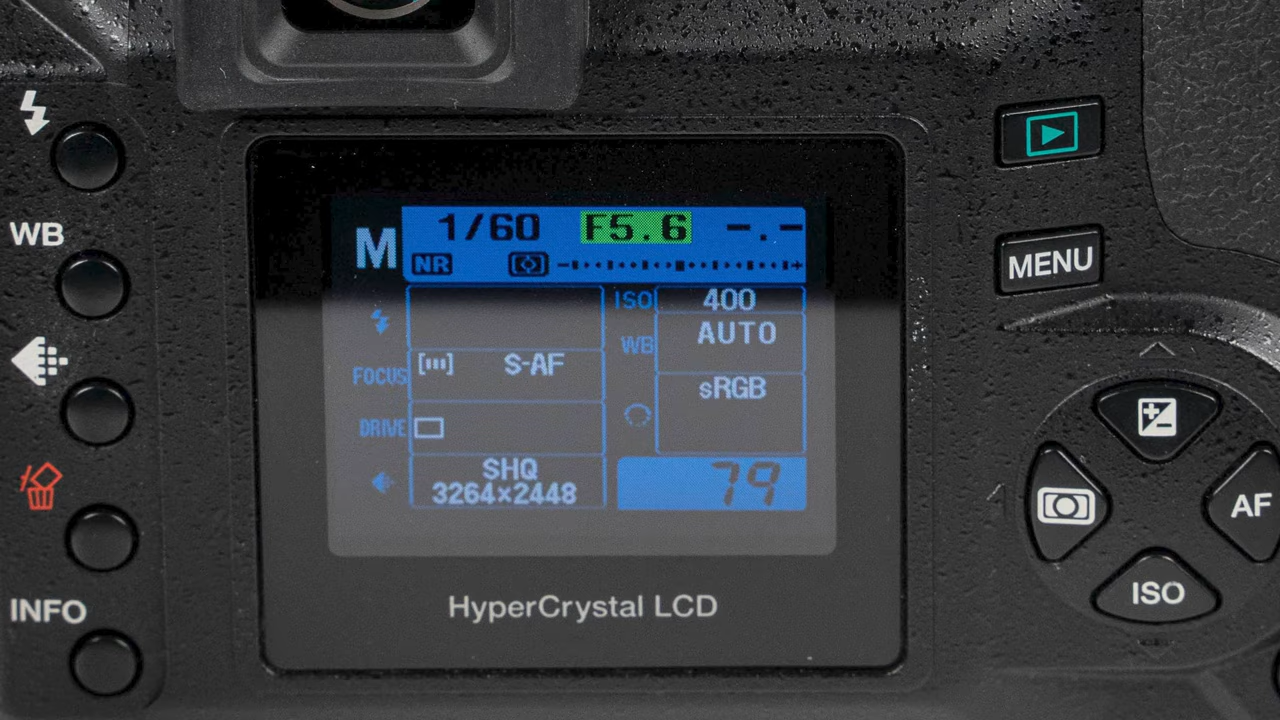 WB
INFO
M 1/60 F5.6 -.-
NR
ISO 400
WB AUTO
FOCUS S-AF
sRGB
DRIVE
SHQ
3264×2448
79
HyperCrystal LCD
MENU
AF
ISO